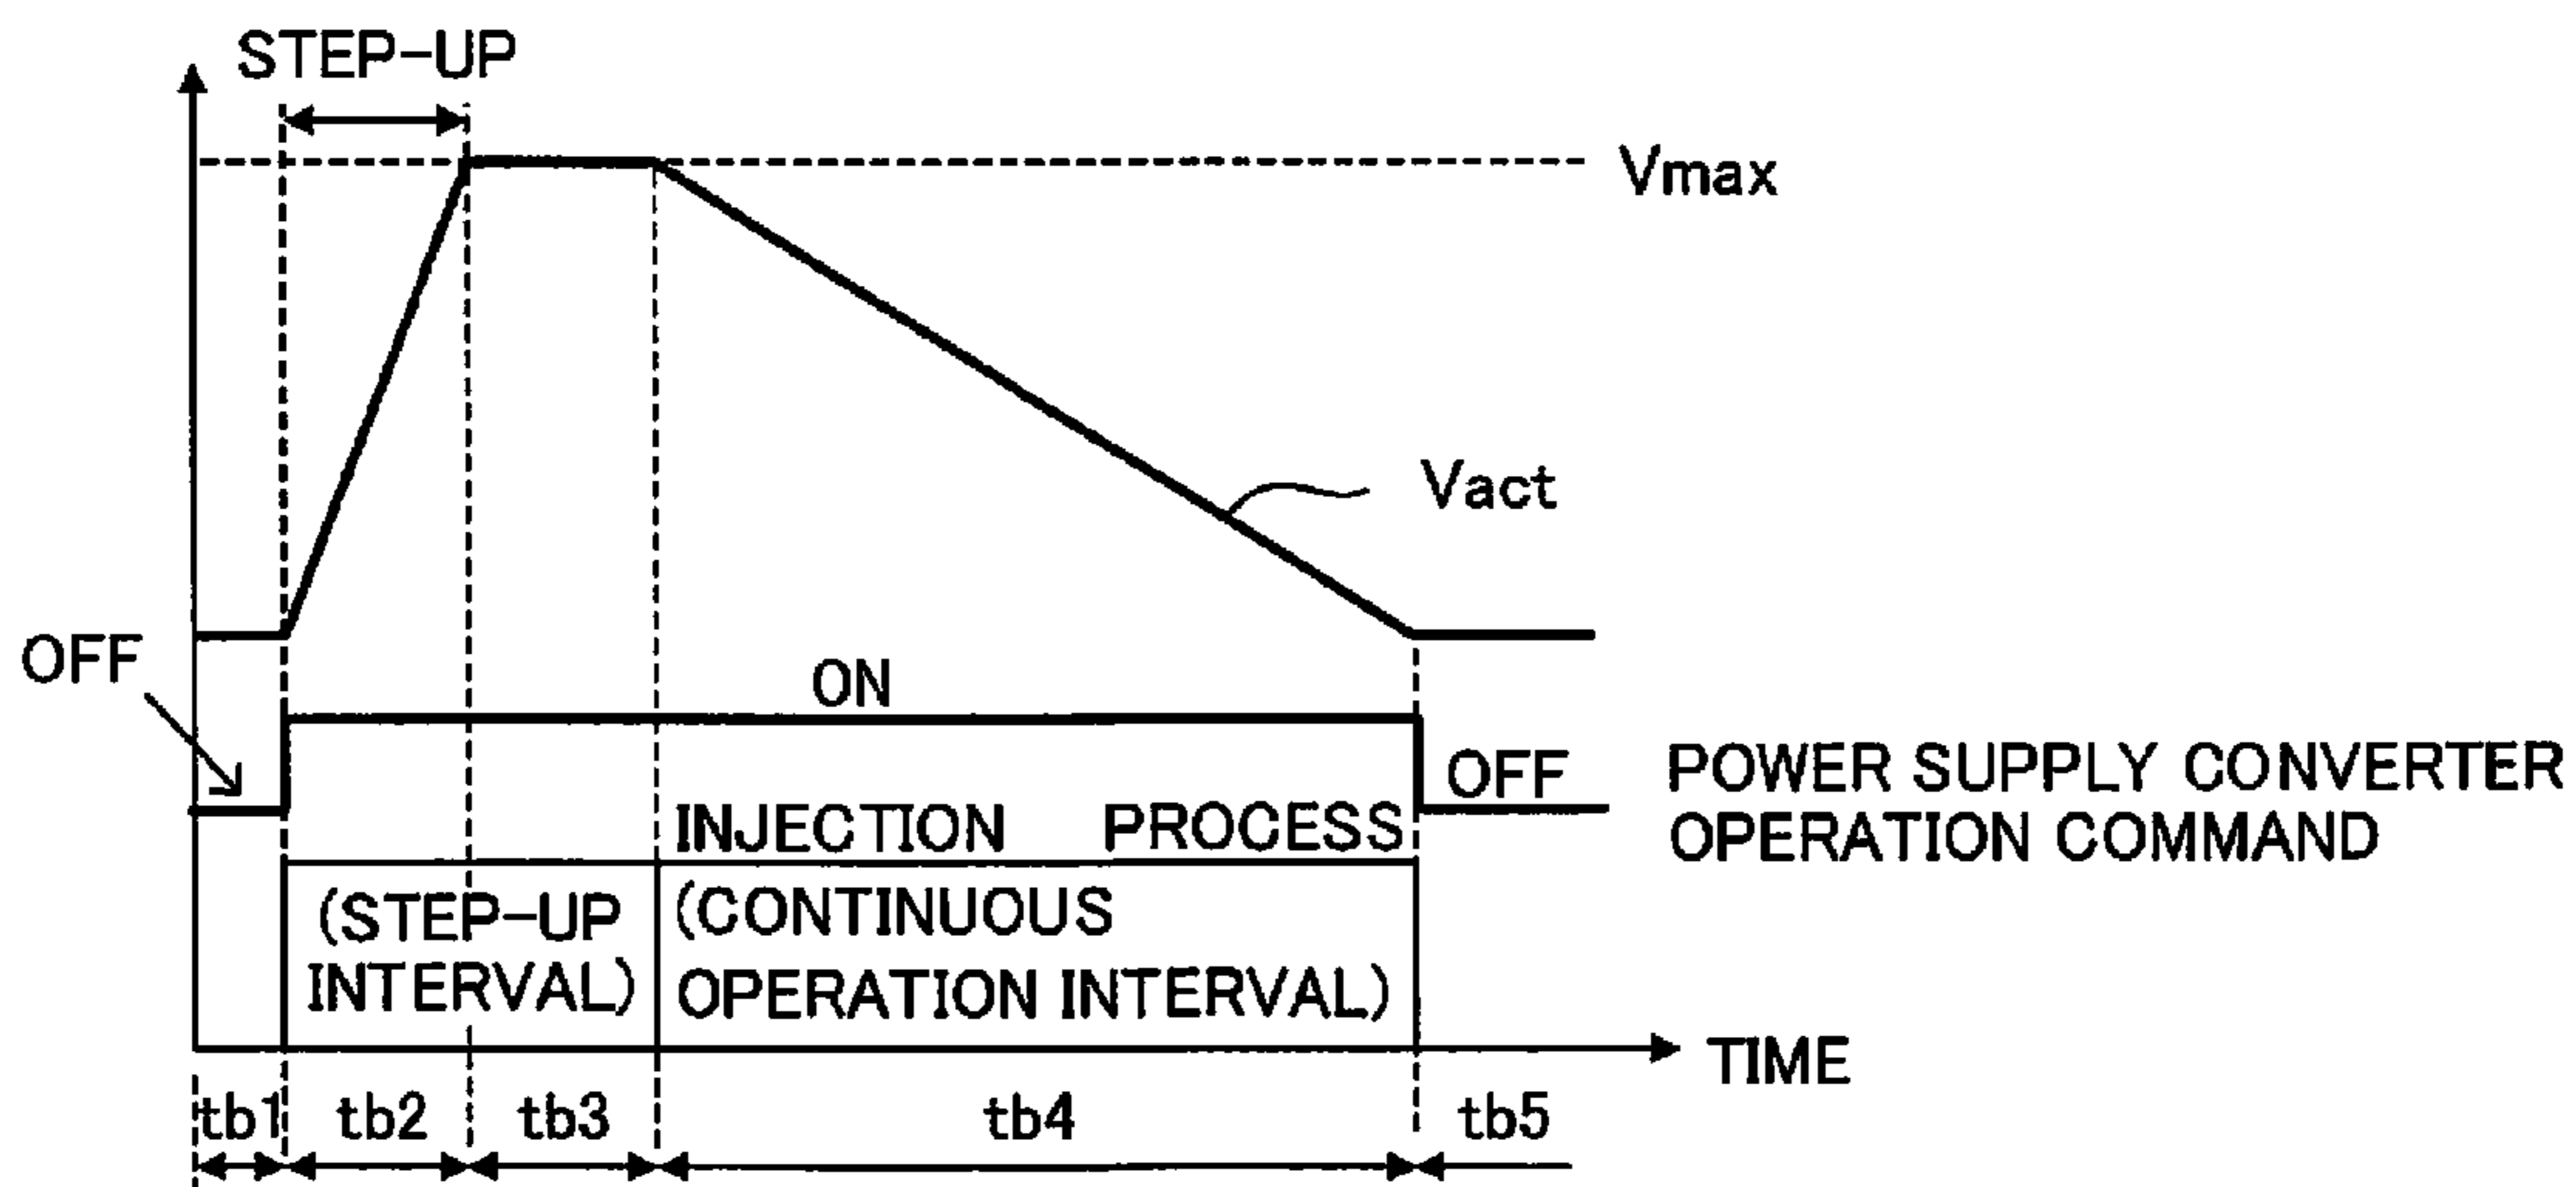 STEP-UP
Vmax
Vact
OFF
ON
OFF
POWER SUPPLY CONVERTER
OPERATION COMMAND
INJECTION PROCESS
(STEP-UP
INTERVAL)
(CONTINUOUS
OPERATION INTERVAL)
TIME
tb1 tb2 tb3 tb4 tb5